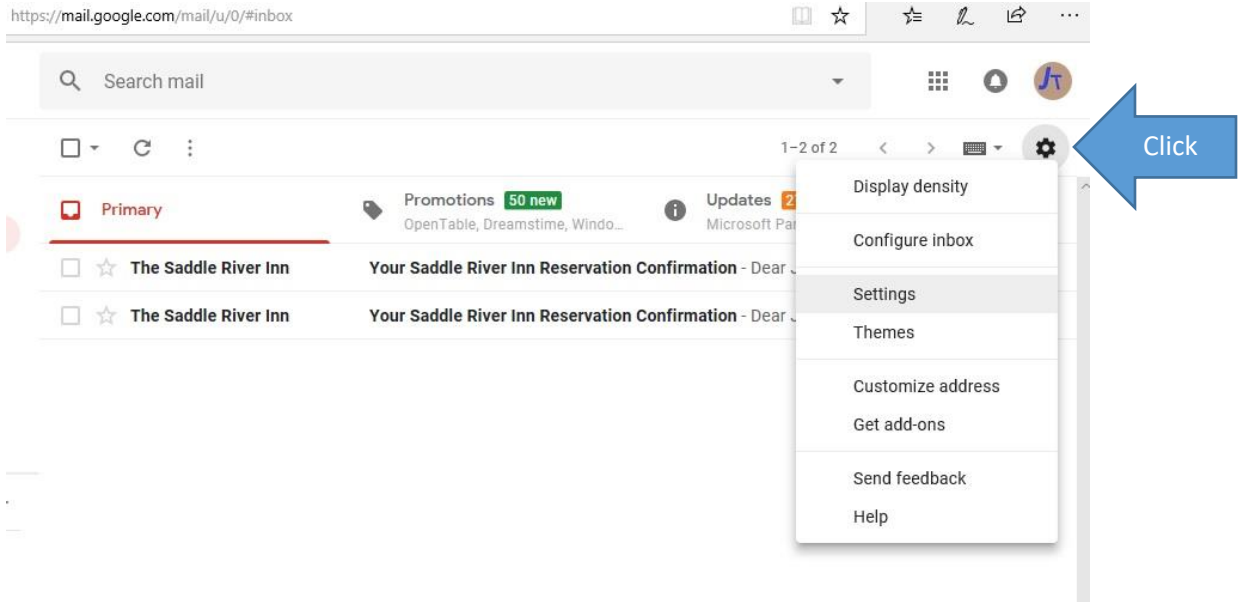 https://mail.google.com/mail/u/0/#inbox
Search mail
JT
Click
1–2 of 2
Primary
Promotions 50 new
OpenTable, Dreamstime, Windo...
Updates
Microsoft
The Saddle River Inn Your Saddle River Inn Reservation Confirmation - Dear
The Saddle River Inn Your Saddle River Inn Reservation Confirmation - Dear
Display density
Configure inbox
Settings
Themes
Customize address
Get add-ons
Send feedback
Help